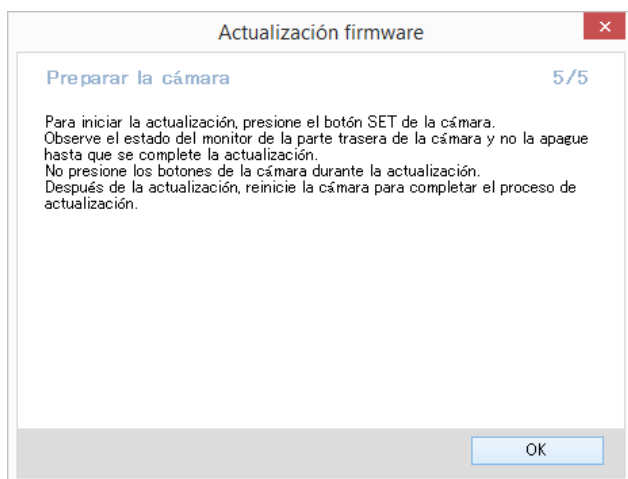 Actualización firmware
Preparar la cámara 5/5
Para iniciar la actualización, presione el botón SET de la cámara.
Observe el estado del monitor de la parte trasera de la cámara y no la apague
hasta que se complete la actualización.
No presione los botones de la cámara durante la actualización.
Después de la actualización, reinicie la cámara para completar el proceso de
actualización.
OK